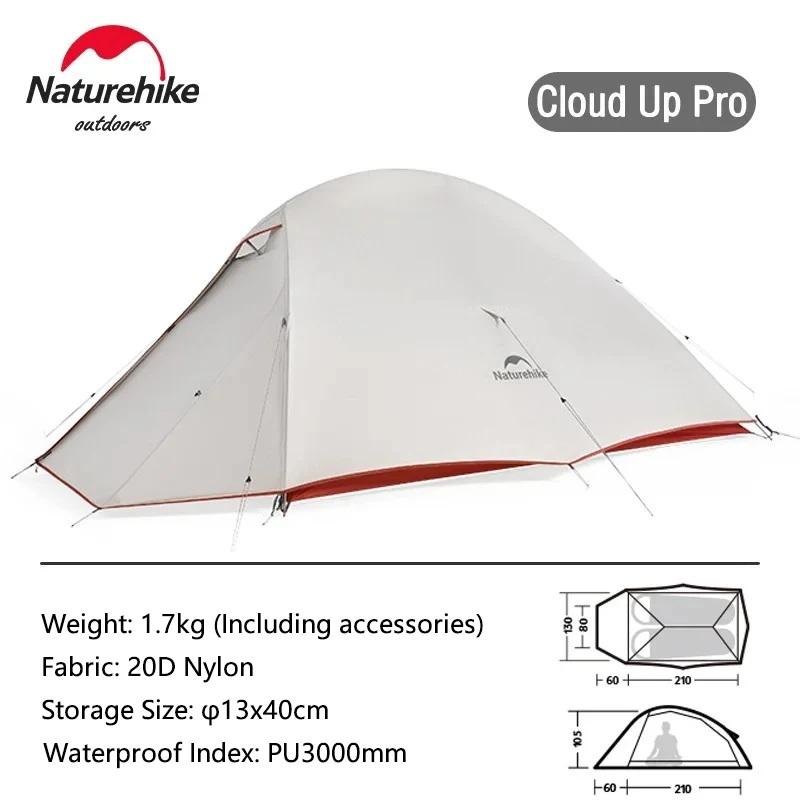 Naturehike
outdoors
Cloud Up Pro
Naturehike
Weight: 1.7kg (Including accessories)
Fabric: 20D Nylon
Storage Size: φ13x40cm
Waterproof Index: PU3000mm
130
80
60
210
105
60
210